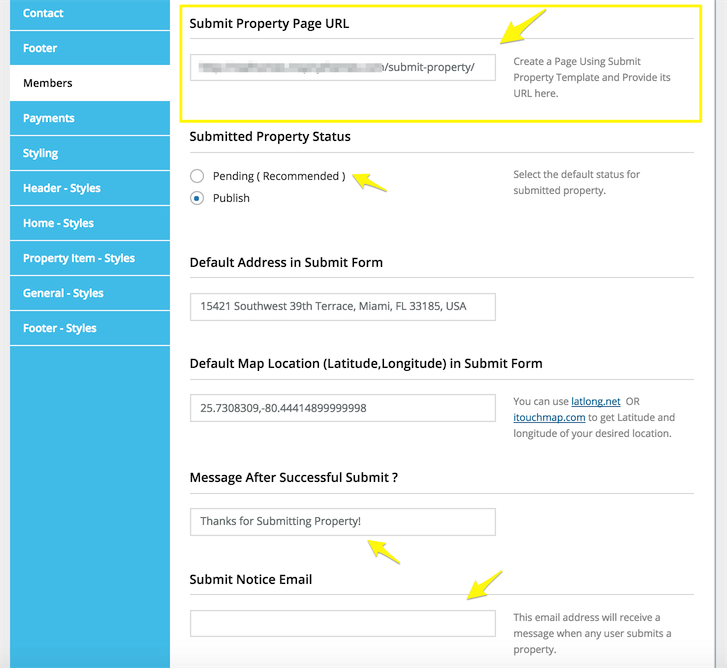 Contact
Footer
Members
Payments
Styling
Header - Styles
Home - Styles
Property Item - Styles
General - Styles
Footer - Styles
Submit Property Page URL
/submit-property/
Create a Page Using Submit
Property Template and Provide its
URL here.
Submitted Property Status
Pending ( Recommended )
Publish
Select the default status for
submitted property.
Default Address in Submit Form
15421 Southwest 39th Terrace, Miami, FL 33185, USA
Default Map Location (Latitude,Longitude) in Submit Form
25.7308309,-80.44414899999998
You can use latlong.net OR
itouchmap.com to get Latitude and
longitude of your desired location.
Message After Successful Submit ?
Thanks for Submitting Property!
Submit Notice Email
This email address will receive a
message when any user submits a
property.